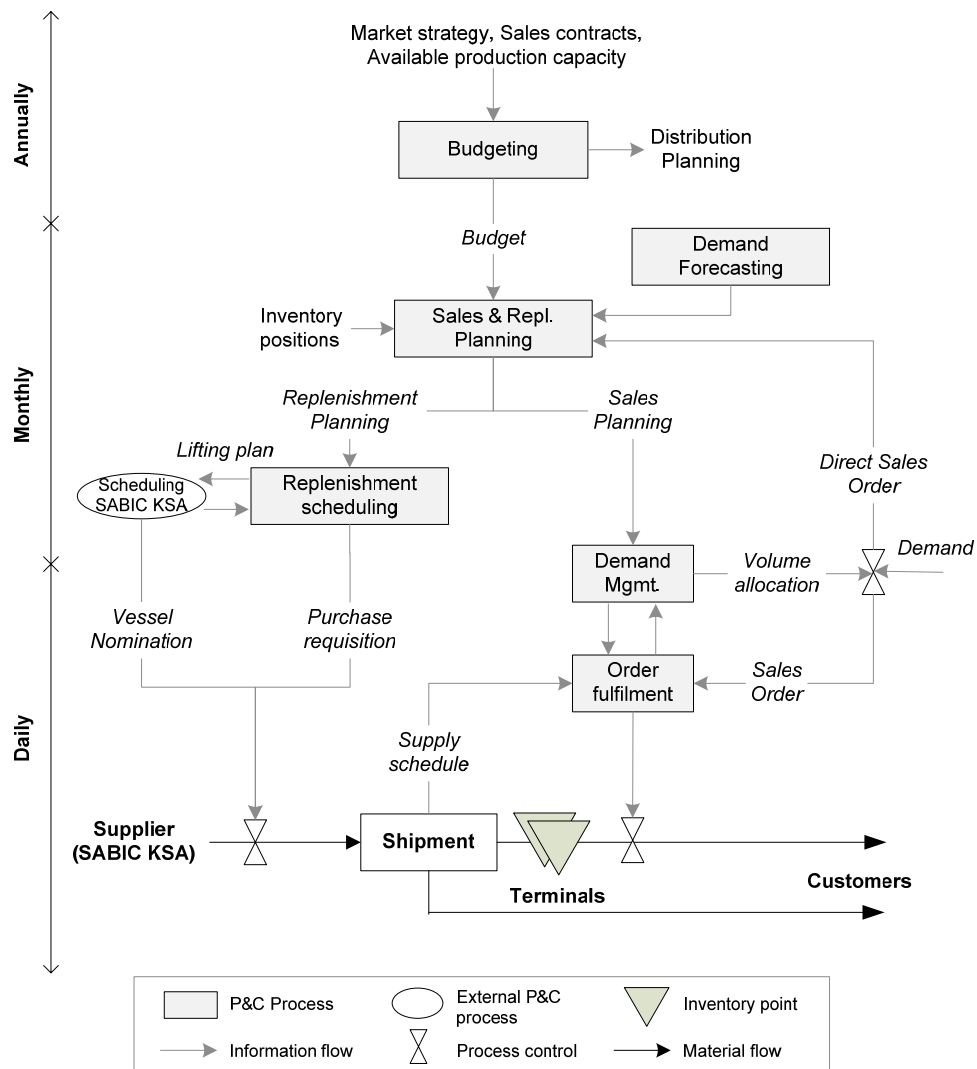 Market strategy, Sales contracts,
Available production capacity
Annually
Budgeting
Distribution
Planning
Budget
Demand
Forecasting
Inventory
positions
Sales & Repl.
Planning
Monthly
Replenishment
Planning
Sales
Planning
Lifting plan
Scheduling
SABIC KSA
Replenishment
scheduling
Direct Sales
Order
Demand
Mgmt.
Volume
allocation
Demand
Vessel
Nomination
Purchase
requisition
Order
fulfilment
Sales
Order
Daily
Supply
schedule
Supplier
(SABIC KSA)
Shipment
Terminals
Customers
P&C Process
External P&C
process
Inventory point
Information flow
Process control
Material flow